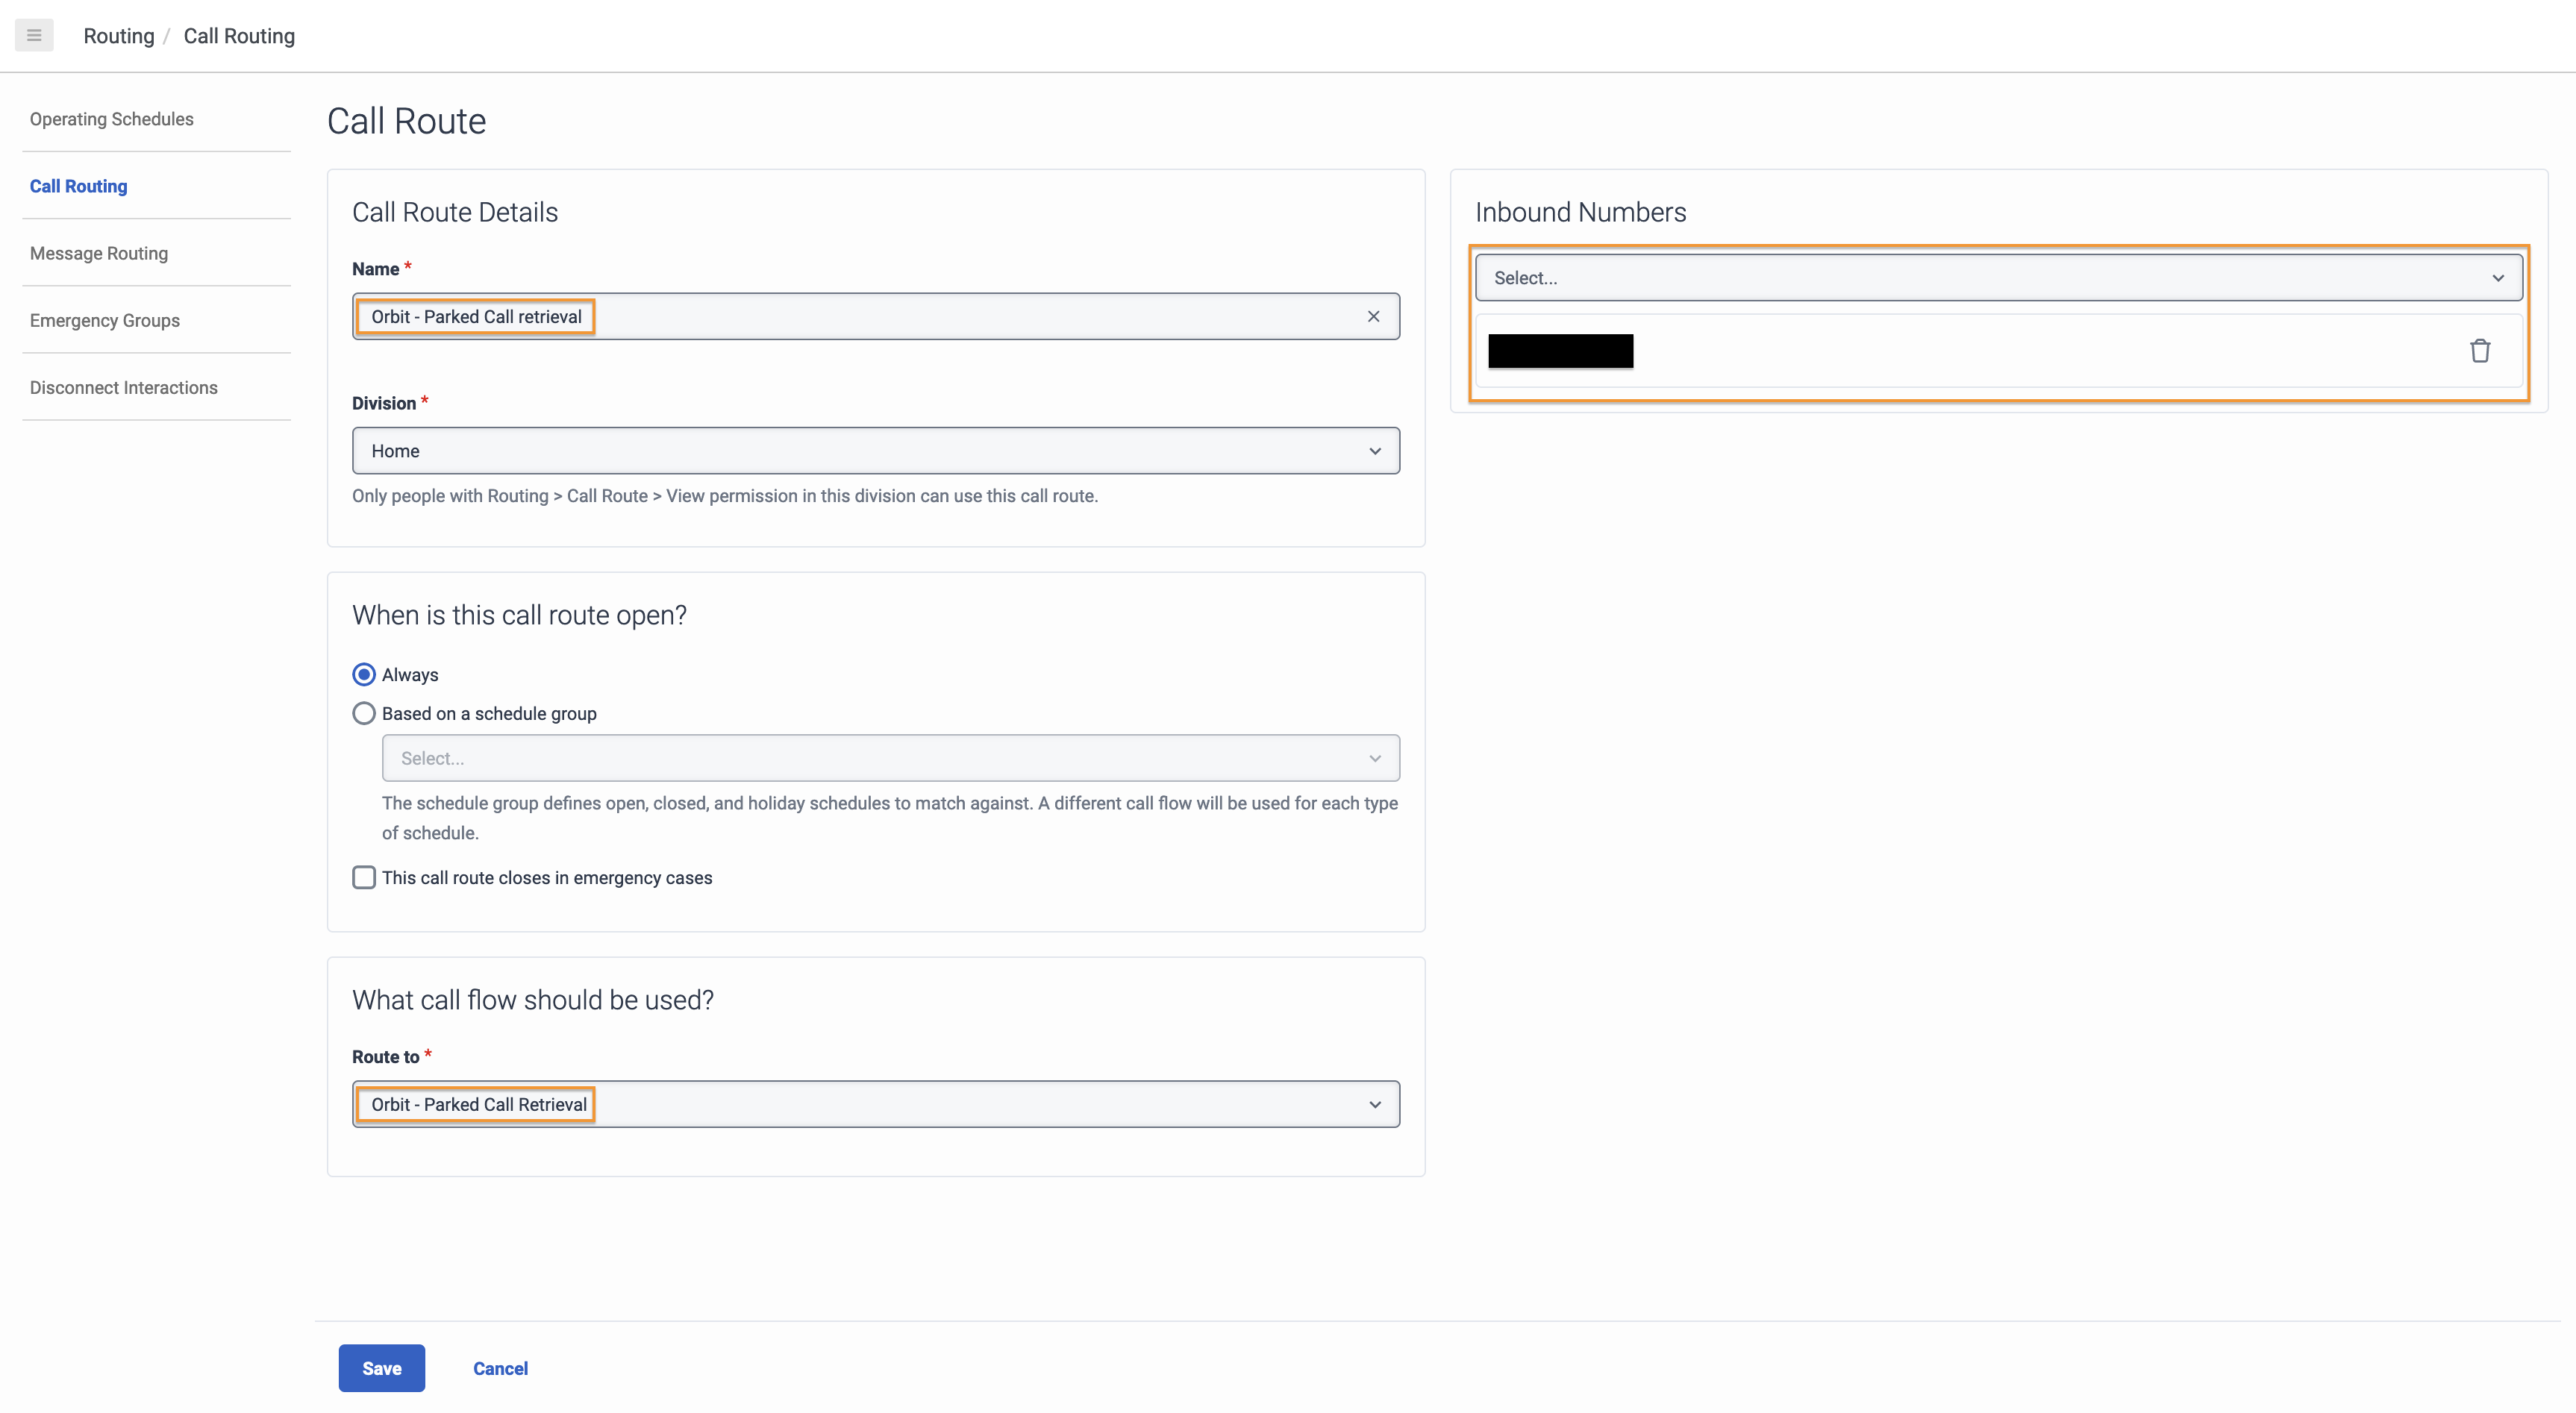 Routing / Call Routing
Operating Schedules
Call Routing
Message Routing
Emergency Groups
Disconnect Interactions
Call Route
Call Route Details
Name *
Orbit - Parked Call retrieval
Division *
Home
Only people with Routing > Call Route > View permission in this division can use this call route.
When is this call route open?
Always
Based on a schedule group
Select...
The schedule group defines open, closed, and holiday schedules to match against. A different call flow will be used for each type
of schedule.
This call route closes in emergency cases
What call flow should be used?
Route to *
Orbit - Parked Call Retrieval
Inbound Numbers
Select...
Save
Cancel